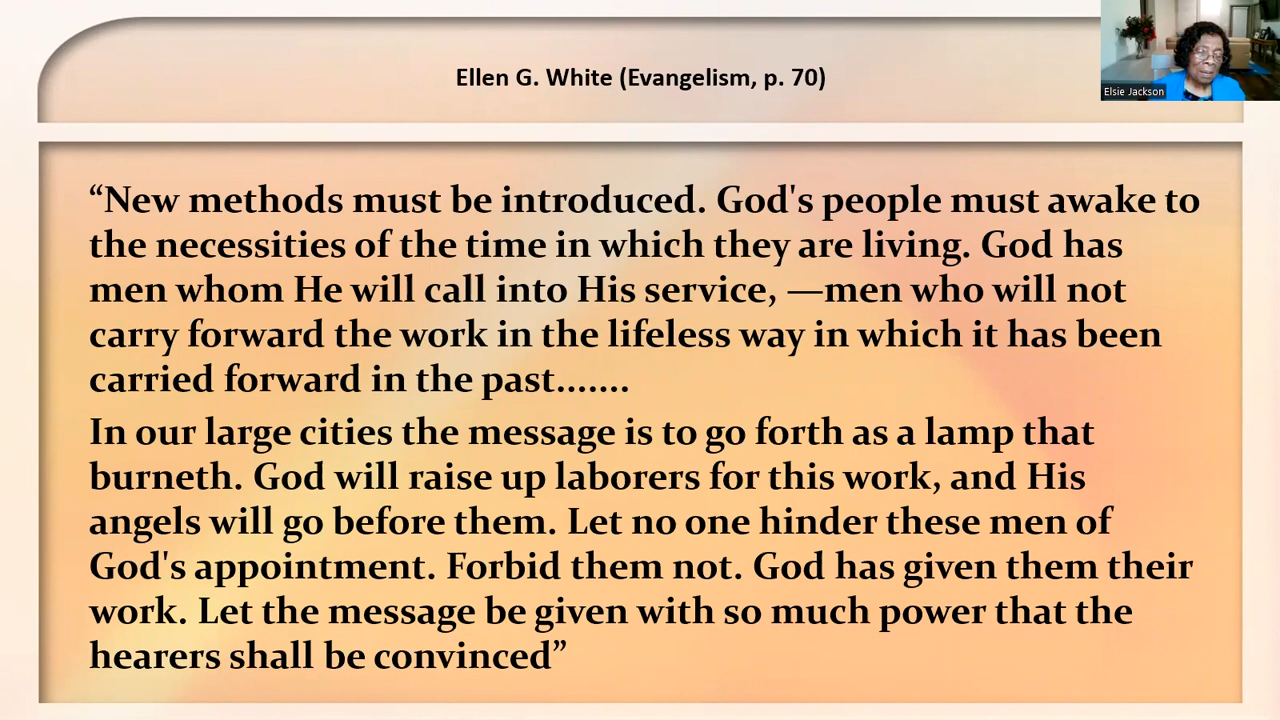 Ellen G. White (Evangelism, p. 70)
Elsie Jackson
“New methods must be introduced. God's people must awake to
the necessities of the time in which they are living. God has
men whom He will call into His service, —men who will not
carry forward the work in the lifeless way in which it has been
carried forward in the past.......
In our large cities the message is to go forth as a lamp that
burneth. God will raise up laborers for this work, and His
angels will go before them. Let no one hinder these men of
God's appointment. Forbid them not. God has given them their
work. Let the message be given with so much power that the
hearers shall be convinced”